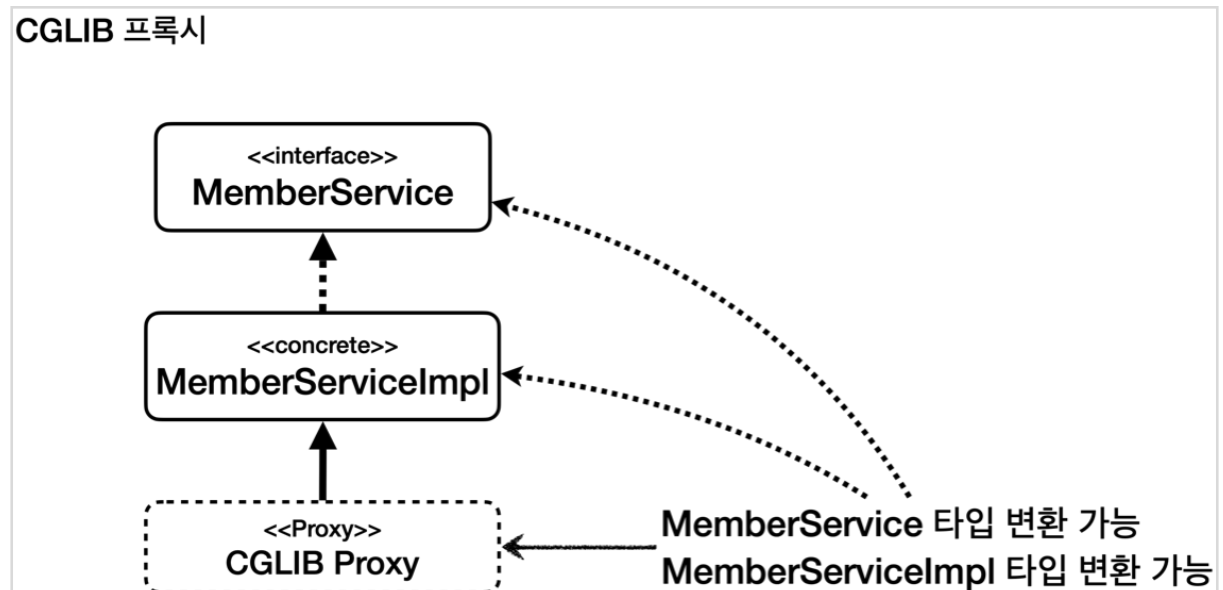 CGLIB 프록시
<<interface>>
MemberService
<<concrete>>
MemberServiceImpl
<<Proxy>>
CGLIB Proxy
MemberService 타입 변환 가능
MemberServiceImpl 타입 변환 가능